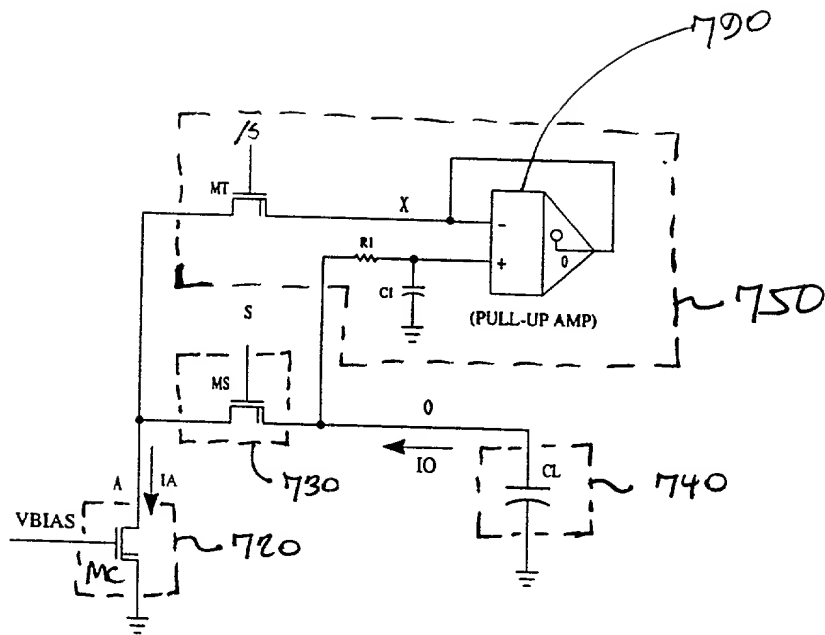 790
/S
MT
X
-
R1
+
0
C1
(PULL-UP AMP)
750
S
MS
0
IO
CL
730
740
A
IA
VBIAS
MC
720